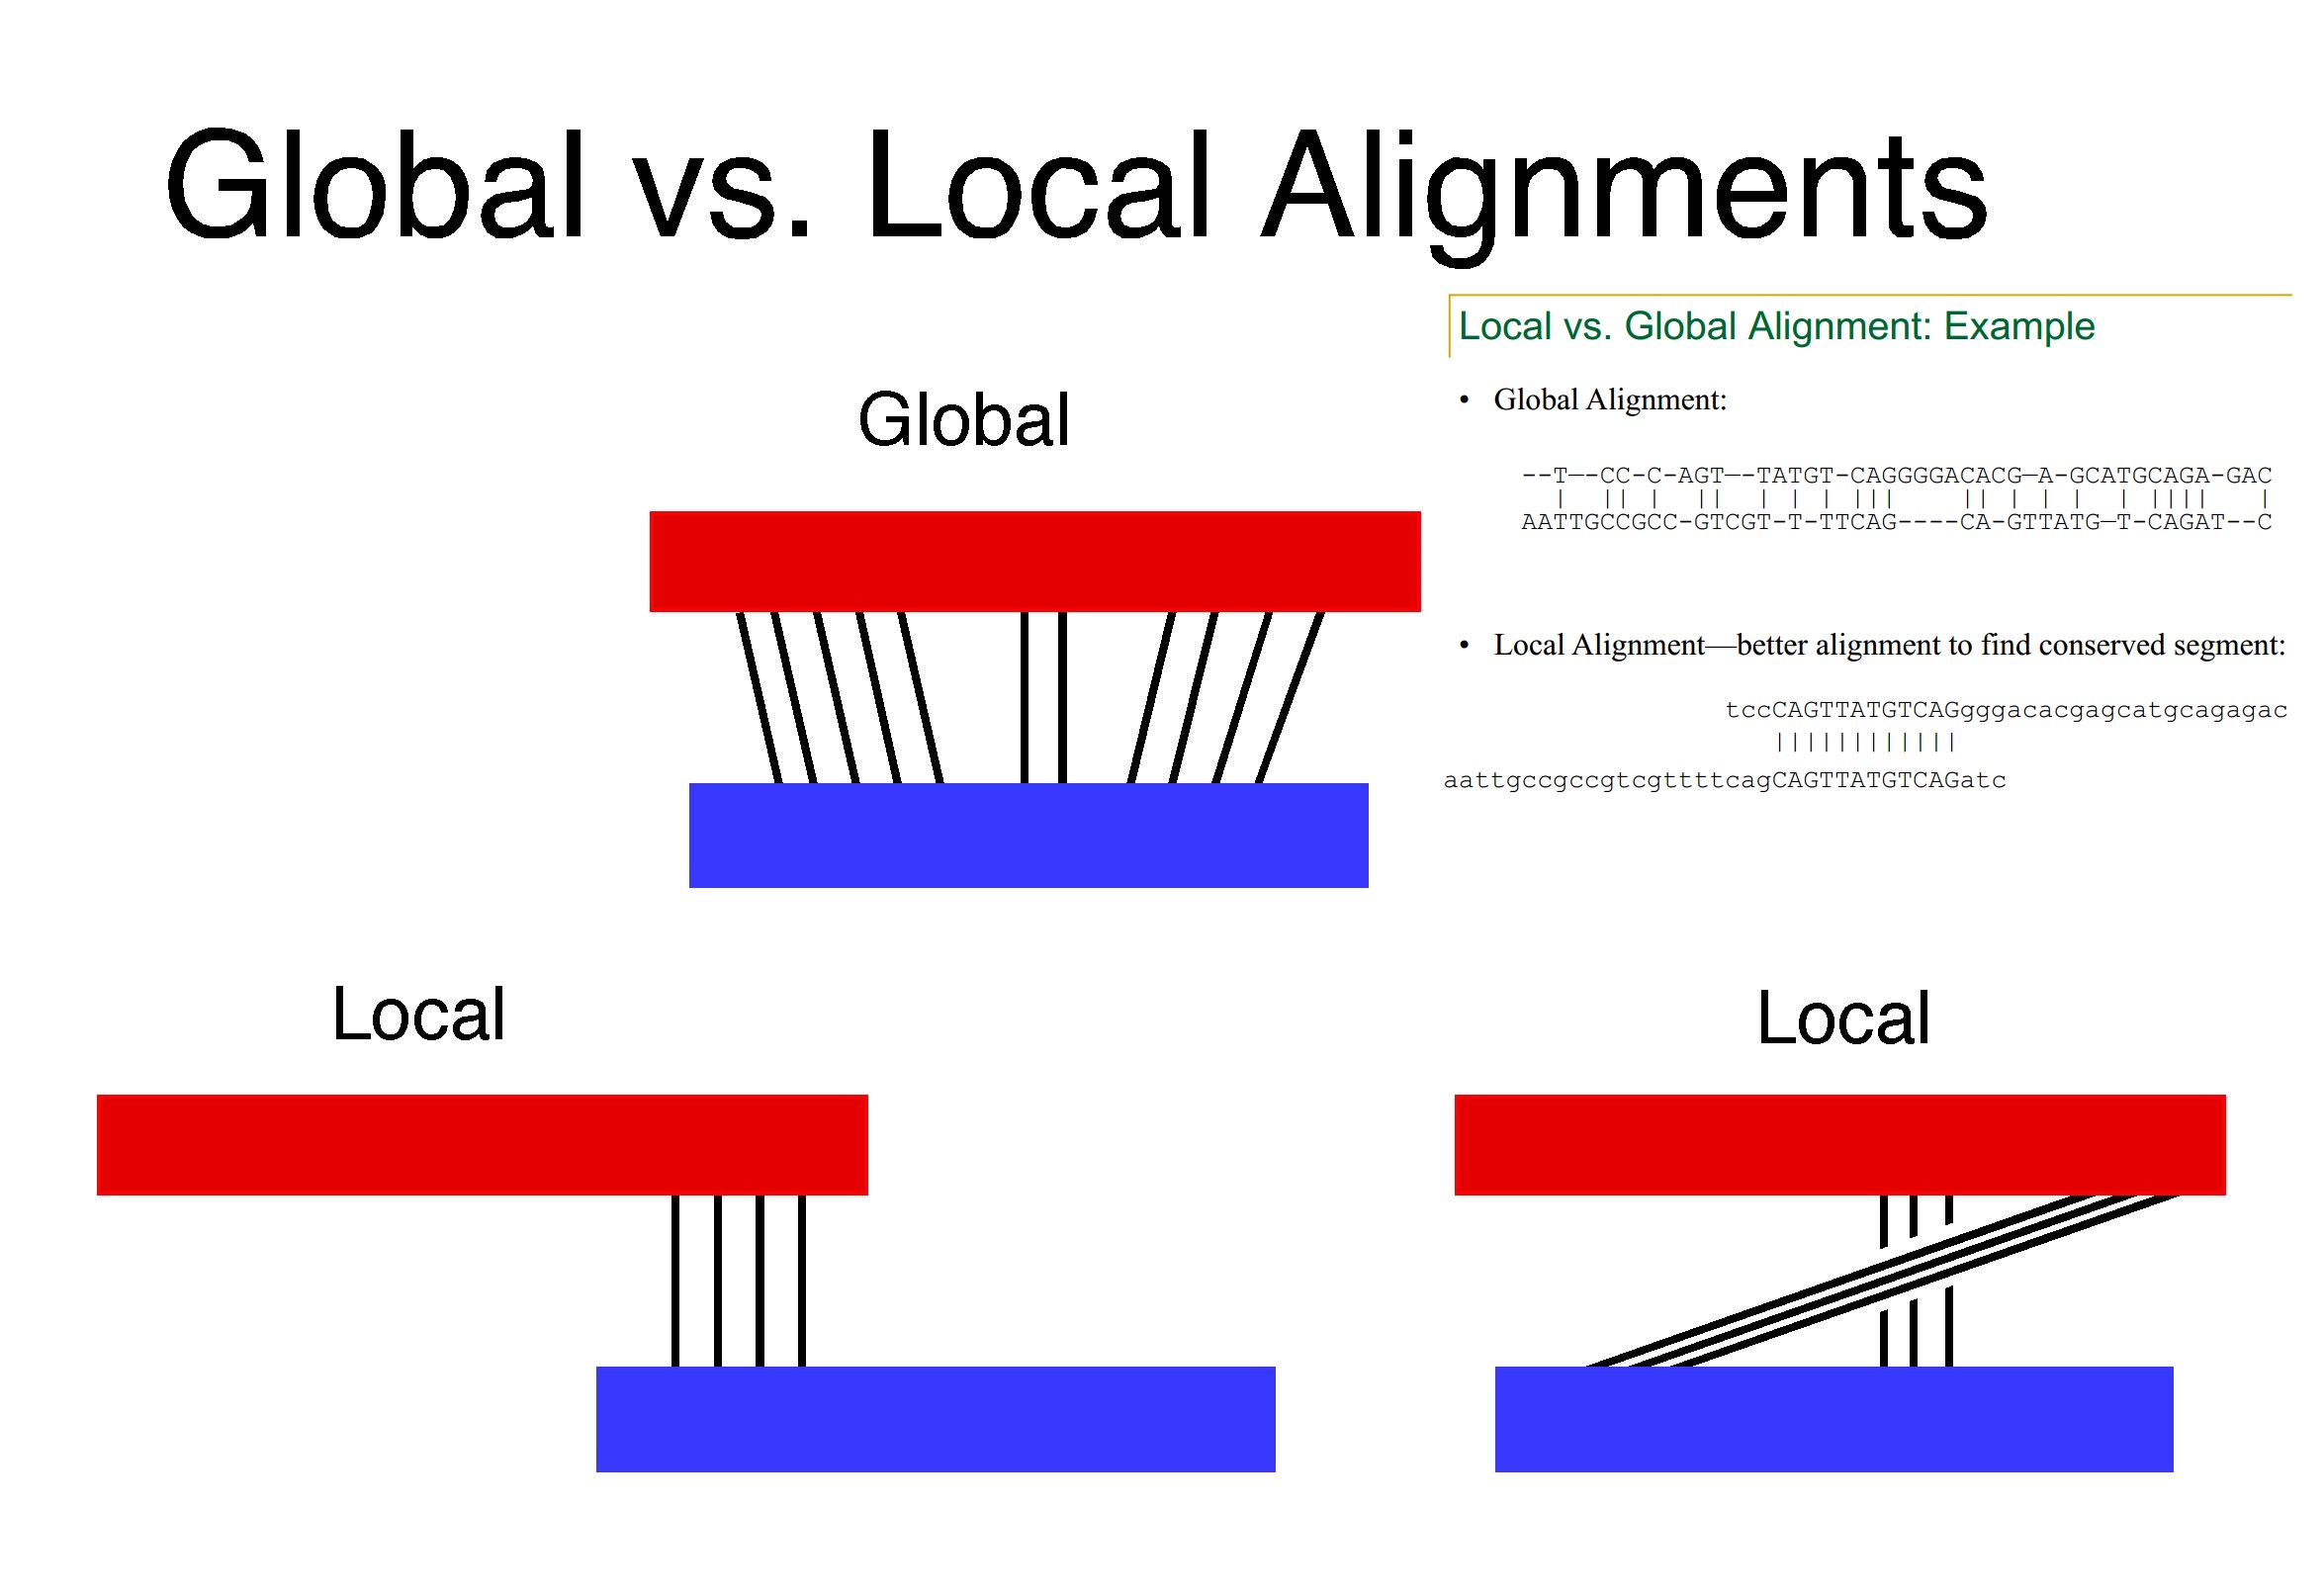 Global vs. Local Alignments
Local vs. Global Alignment: Example
• Global Alignment:
--T—-CC-C-AGT—-TATGT-CAGGGGACACG—A-GCATGCAGA-GAC
| || | || | | | ||| || | | | | |||| |
AATTGCCGCC-GTCGT-T-TTCAG----CA-GTTATG—T-CAGAT--C
• Local Alignment—better alignment to find conserved segment:
tccCAGTTATGTCAGgggacacgagcatgcagagac
||||||||||||
aattgccgccgtcgttttcagCAGTTATGTCAGatc
Global
Local
Local